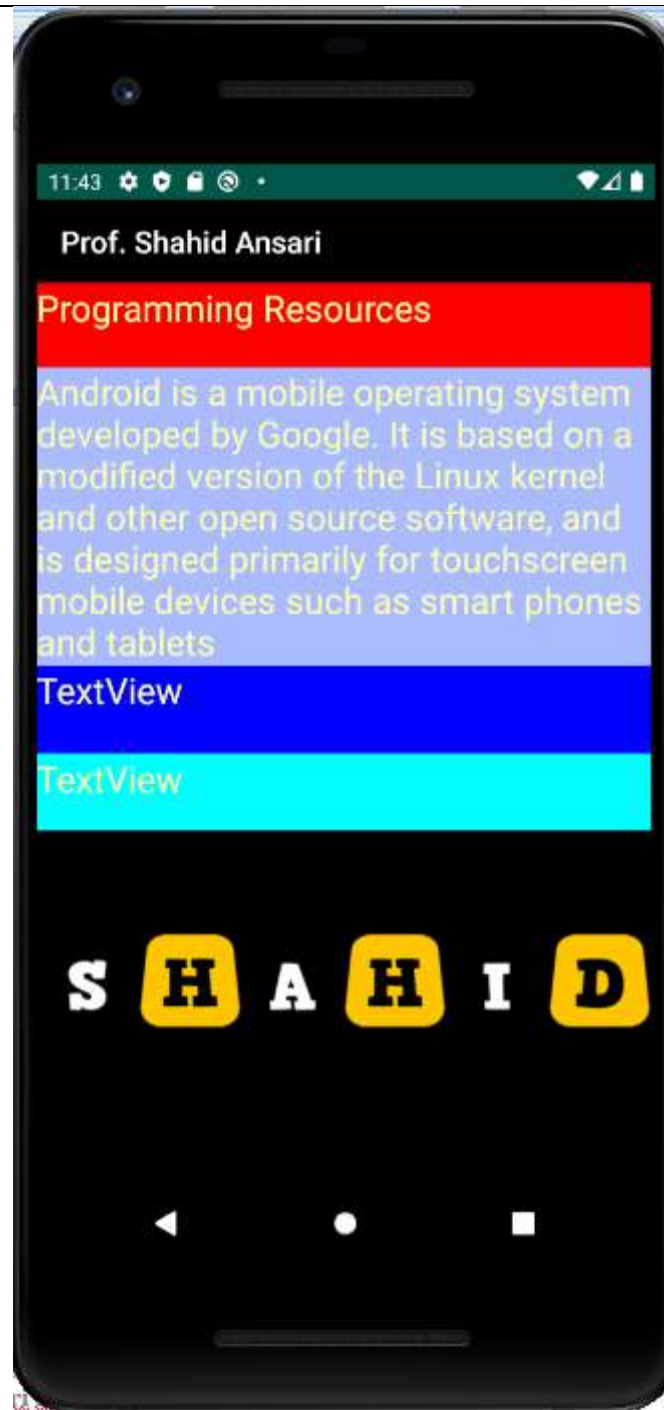 11:43
Prof. Shahid Ansari
Programming Resources
Android is a mobile operating system
developed by Google. It is based on a
modified version of the Linux kernel
and other open source software, and
is designed primarily for touchscreen
mobile devices such as smart phones
and tablets
TextView
TextView
S H A H I D